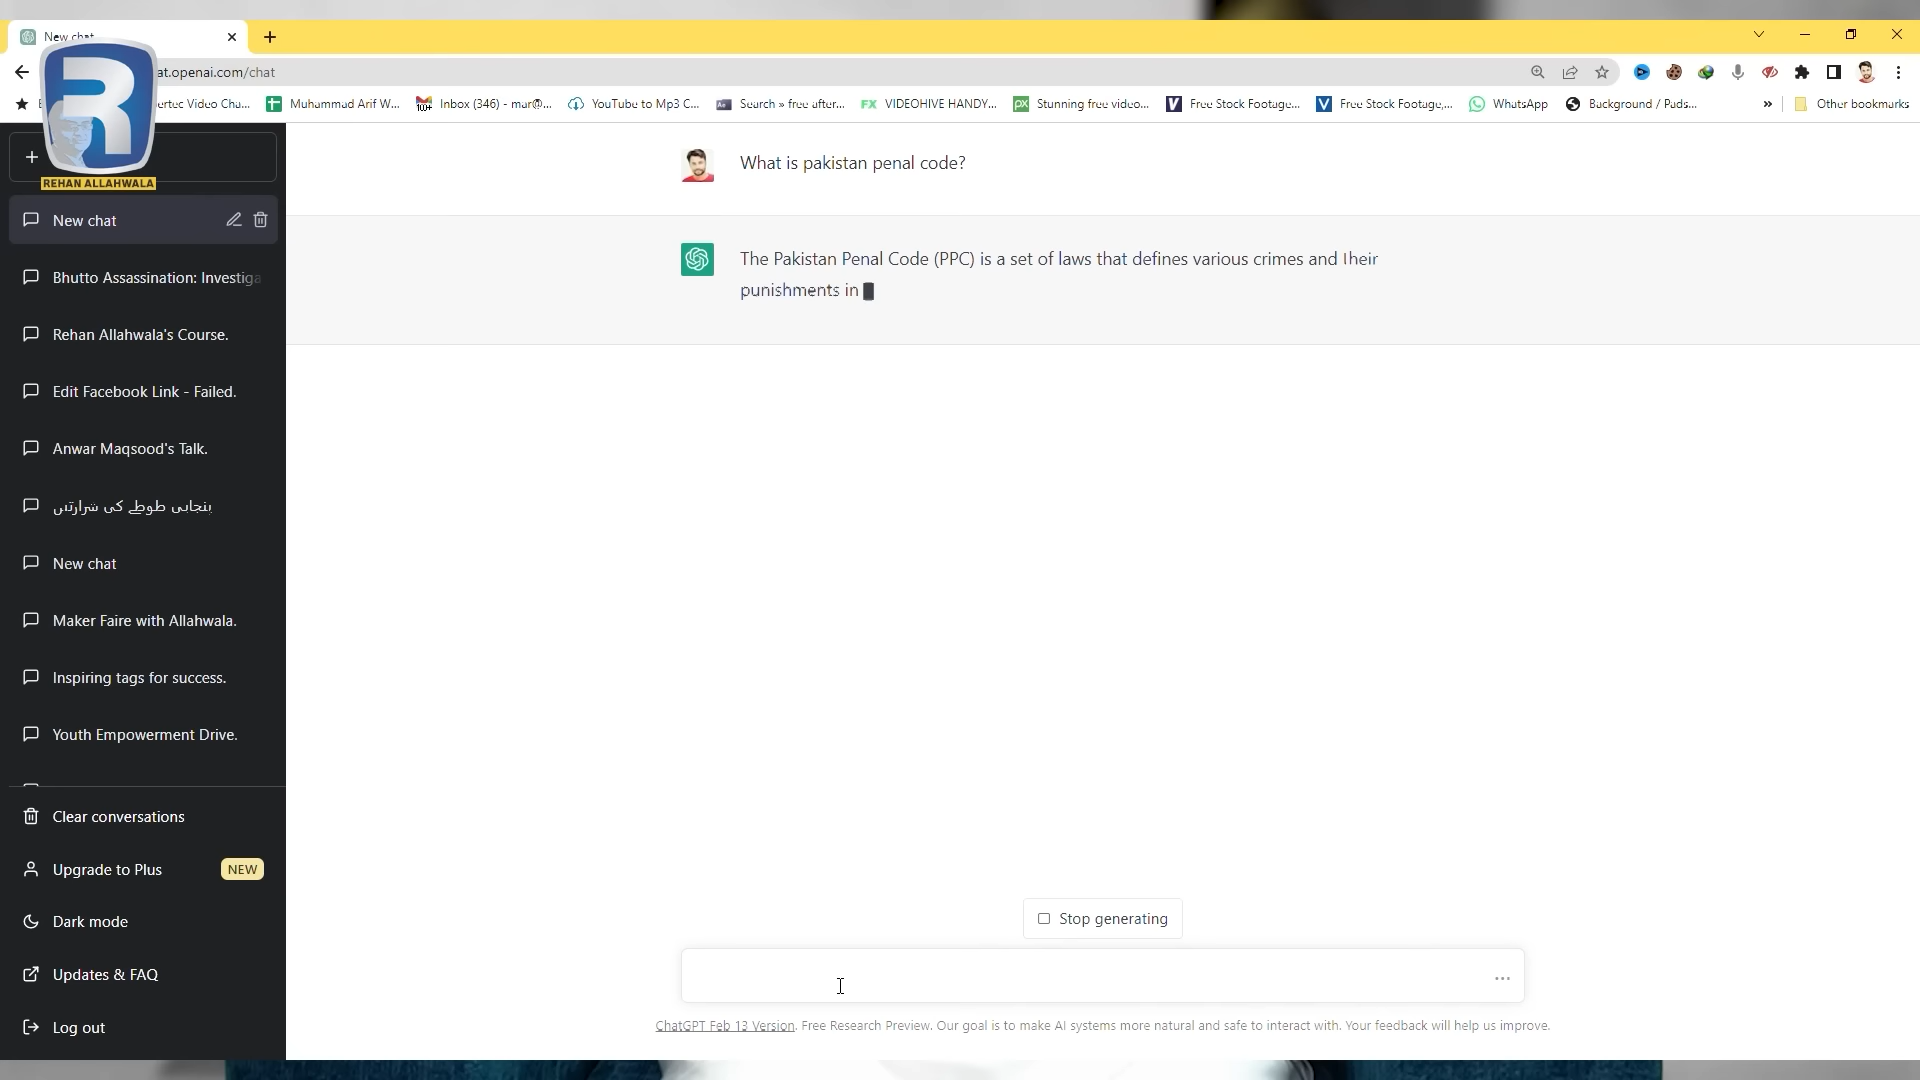 New chat
at.openai.com/chat
ertec Video Cha...
Muhammad Arif W...
Inbox (346) - mar@...
YouTube to Mp3 C...
Search » free after...
VIDEOHIVE HANDY...
Stunning free video...
Free Stock Footage...
Free Stock Footage,...
WhatsApp
Background / Pads...
»
Other bookmarks
R
REHAN ALLAHWALA
New chat
Bhutto Assassination: Investiga
Rehan Allahwala's Course.
Edit Facebook Link - Failed.
Anwar Maqsood's Talk.
پنجابی طوطے کی شرارتیں
New chat
Maker Faire with Allahwala.
Inspiring tags for success.
Youth Empowerment Drive.
Clear conversations
Upgrade to Plus NEW
Dark mode
Updates & FAQ
Log out
What is pakistan penal code?
The Pakistan Penal Code (PPC) is a set of laws that defines various crimes and their
punishments in
Stop generating
ChatGPT Feb 13 Version. Free Research Preview. Our goal is to make AI systems more natural and safe to interact with. Your feedback will help us improve.